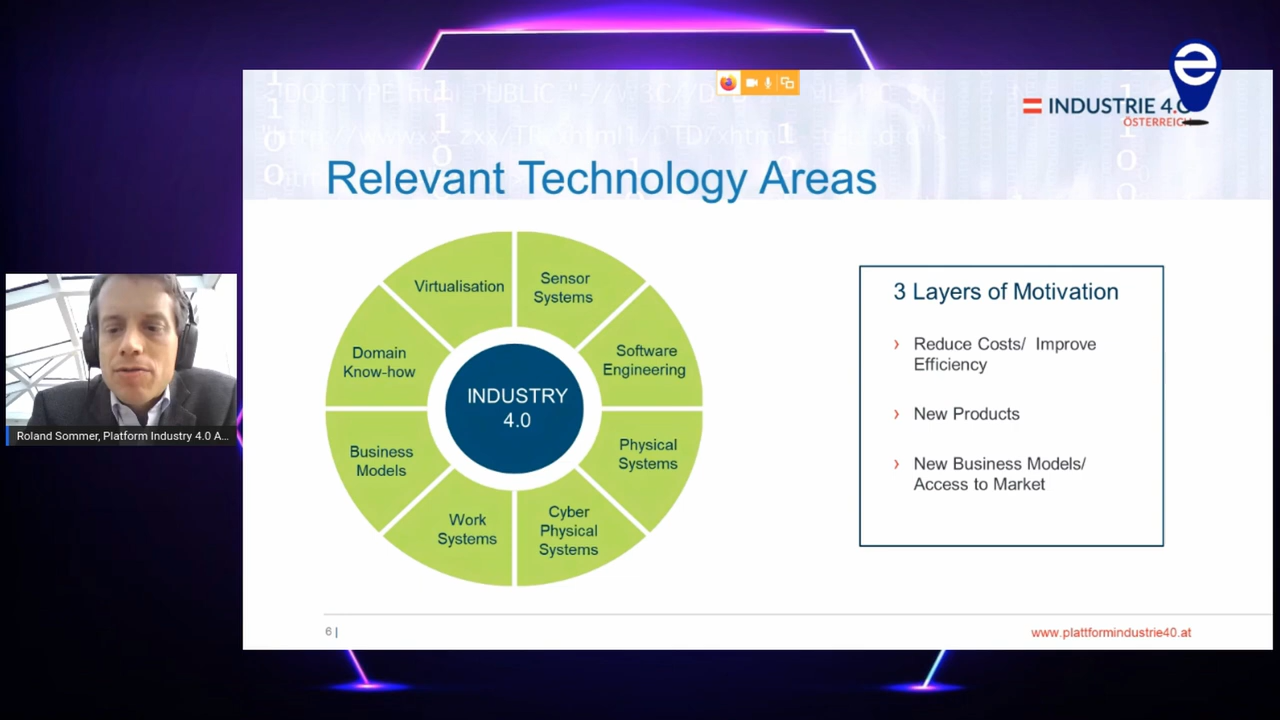 INDUSTRIE 4.0
ÖSTERREICH
Relevant Technology Areas
Virtualisation
Sensor
Systems
Domain
Know-how
Software
Engineering
INDUSTRY
4.0
Business
Models
Physical
Systems
Work
Systems
Cyber
Physical
Systems
3 Layers of Motivation
› Reduce Costs/ Improve
Efficiency
› New Products
› New Business Models/
Access to Market
6 |
www.plattformindustrie40.at
Roland Sommer, Platform Industry 4.0 A...